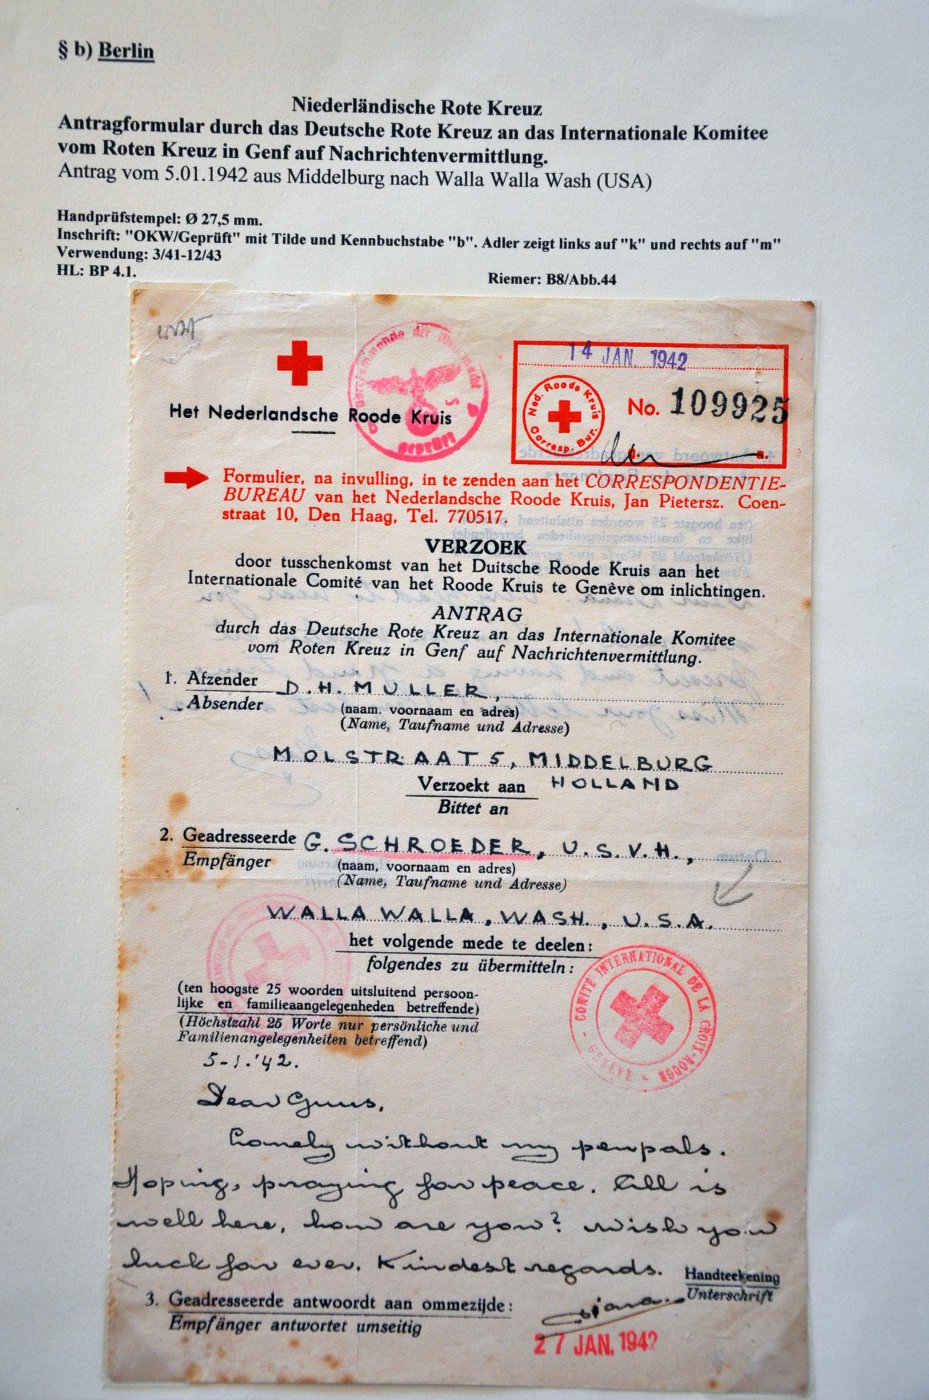 § b) Berlin
Niederländische Rote Kreuz
Antragformular durch das Deutsche Rote Kreuz an das Internationale Komitee
vom Roten Kreuz in Genf auf Nachrichtenvermittlung.
Antrag vom 5.01.1942 aus Middelburg nach Walla Walla Wash (USA)
Handprüfstempel: Ø 27,5 mm.
Inschrift: "OKW/Geprüft" mit Tilde und Kennbuchstabe "b". Adler zeigt links auf "k" und rechts auf "m"
Verwendung: 3/41-12/43
HL: BP 4.1.
Riemer: B8/Abb.44
14 JAN. 1942
Ned. Roode Kruis
Corresp. Bur.
No. 109925
Het Nederlandsche Roode Kruis
Oberkommando der Wehrmacht
Geprüft
Formulier, na invulling, in te zenden aan het CORRESPONDENTIE-
BUREAU van het Nederlandsche Roode Kruis, Jan Pietersz. Coen-
straat 10, Den Haag, Tel. 770517.
VERZOEK
door tusschenkomst van het Duitsche Roode Kruis aan het
Internationale Comité van het Roode Kruis te Genève om inlichtingen.
ANTRAG
durch das Deutsche Rote Kreuz an das Internationale Komitee
vom Roten Kreuz in Genf auf Nachrichtenvermittlung.
1. Afzender D. H. MULLER,
Absender (naam, voornaam en adres)
(Name, Taufname und Adresse)
MOLSTRAAT 5, MIDDELBURG
Verzoekt aan HOLLAND
Bittet an
2. Geadresseerde G. SCHROEDER, U.S.V.H.,
Empfänger (naam, voornaam en adres)
(Name, Taufname und Adresse)
WALLA WALLA, WASH., U.S.A.
het volgende mede te deelen:
folgendes zu übermitteln:
(ten hoogste 25 woorden uitsluitend persoon-
lijke en familieaangelegenheden betreffende)
(Höchstzahl 25 Worte nur persönliche und
Familienangelegenheiten betreffend)
COMITÉ INTERNATIONAL DE LA CROIX-ROUGE
GENÈVE
5-1.'42.
Dear Guus,
Lonely without my penpals.
Hoping, praying for peace. All is
well here, how are you? Wish you
luck for ever. Kindest regards.
Handteekening
Unterschrift
3. Geadresseerde antwoordt aan ommezijde:
Empfänger antwortet umseitig
27 JAN. 1942